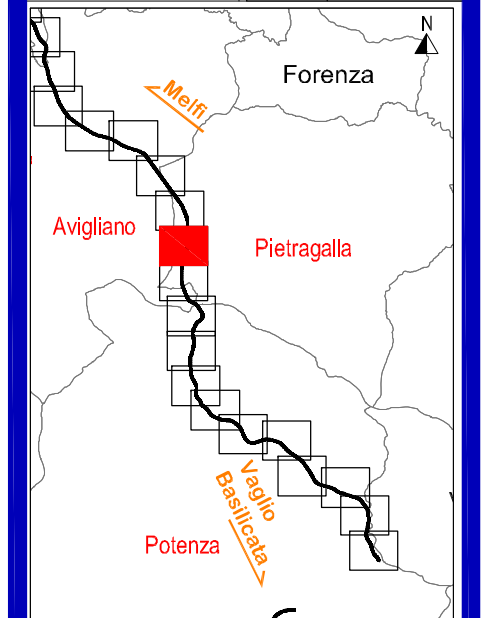 N
Forenza
Melfi
Avigliano
Pietragalla
Vaglio
Basilicata
Potenza